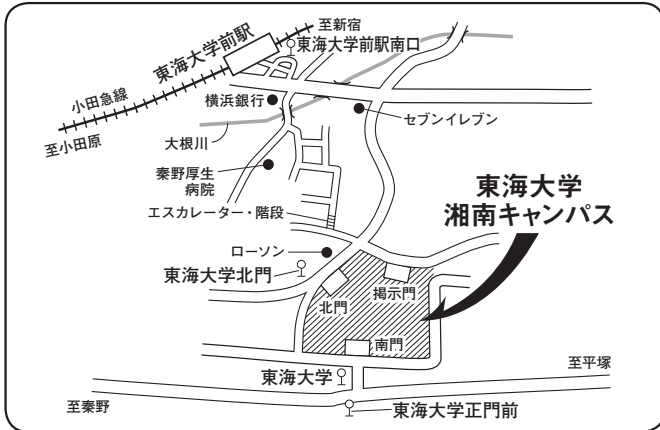 至新宿
東海大学前駅
東海大学前駅南口
小田急線
横浜銀行
セブンイレブン
至小田原
大根川
秦野厚生
病院
東海大学
湘南キャンパス
エスカレーター・階段
ローソン
東海大学北門
掲示門
北門
南門
至平塚
東海大学
至秦野
東海大学正門前